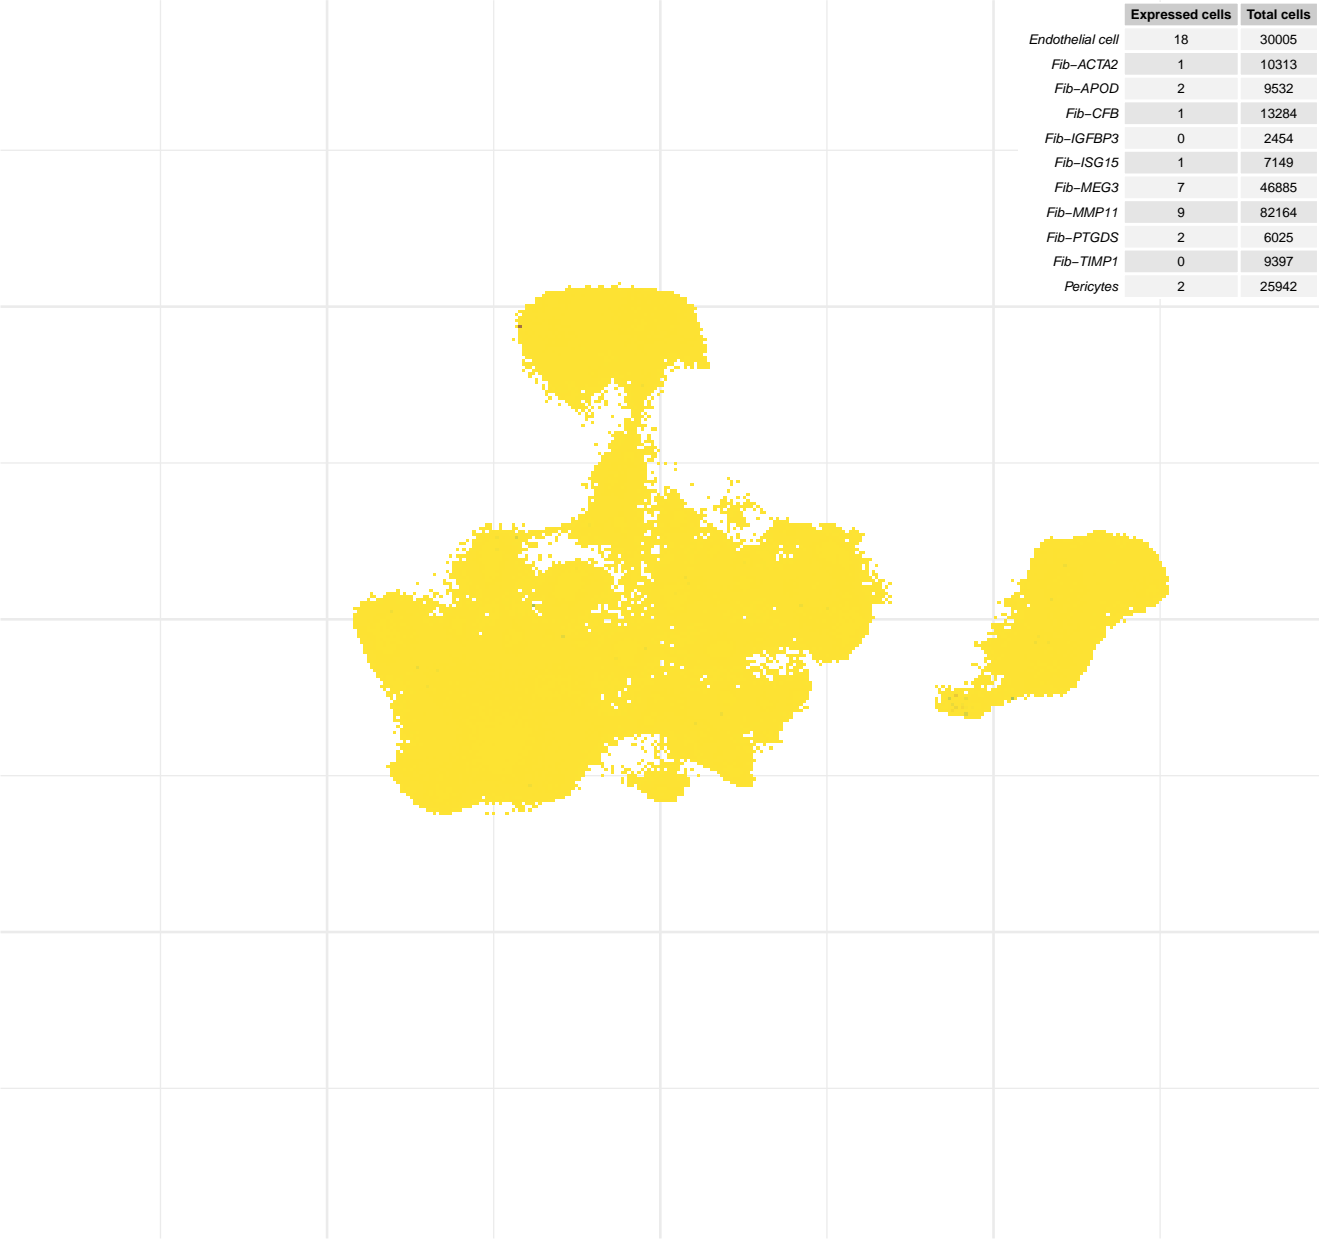 Expressed cells Total cells
Endothelial cell 18 30005
Fib−ACTA2 1 10313
Fib−APOD 2 9532
Fib−CFB 1 13284
Fib−IGFBP3 0 2454
Fib−ISG15 1 7149
Fib−MEG3 7 46885
Fib−MMP11 9 82164
Fib−PTGDS 2 6025
Fib−TIMP1 0 9397
Pericytes 2 25942